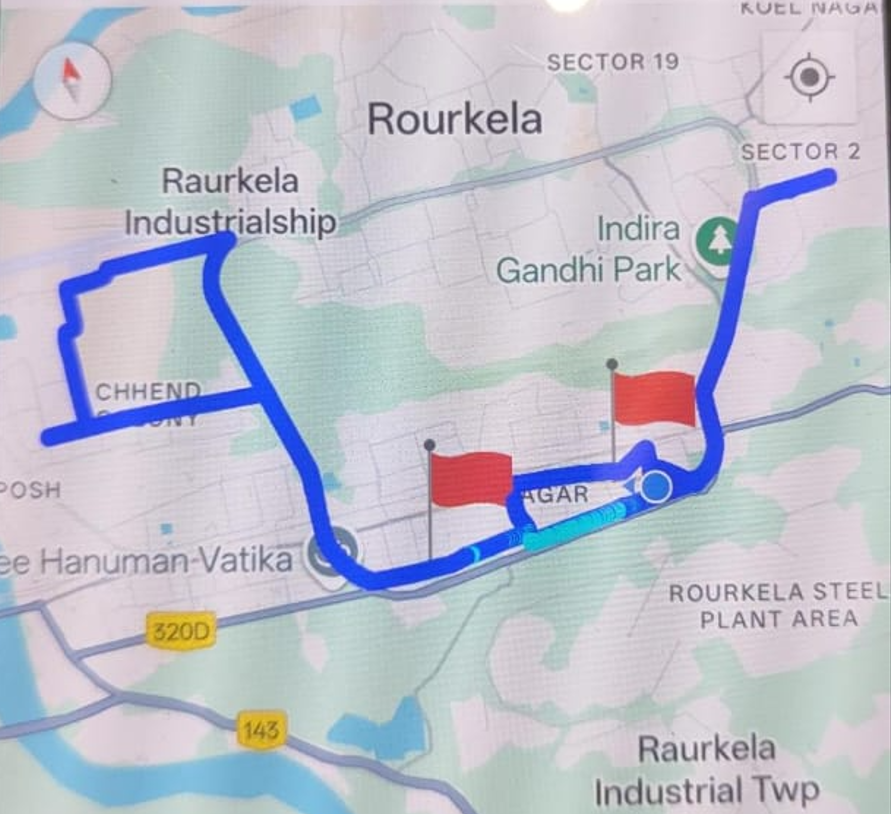 KOEL NAGA
SECTOR 19
Rourkela
SECTOR 2
Raurkela
Industrialship
Indira
Gandhi Park
CHHEND
POSH
AGAR
ee Hanuman-Vatika
ROURKELA STEEL
PLANT AREA
320D
143
Raurkela
Industrial Twp